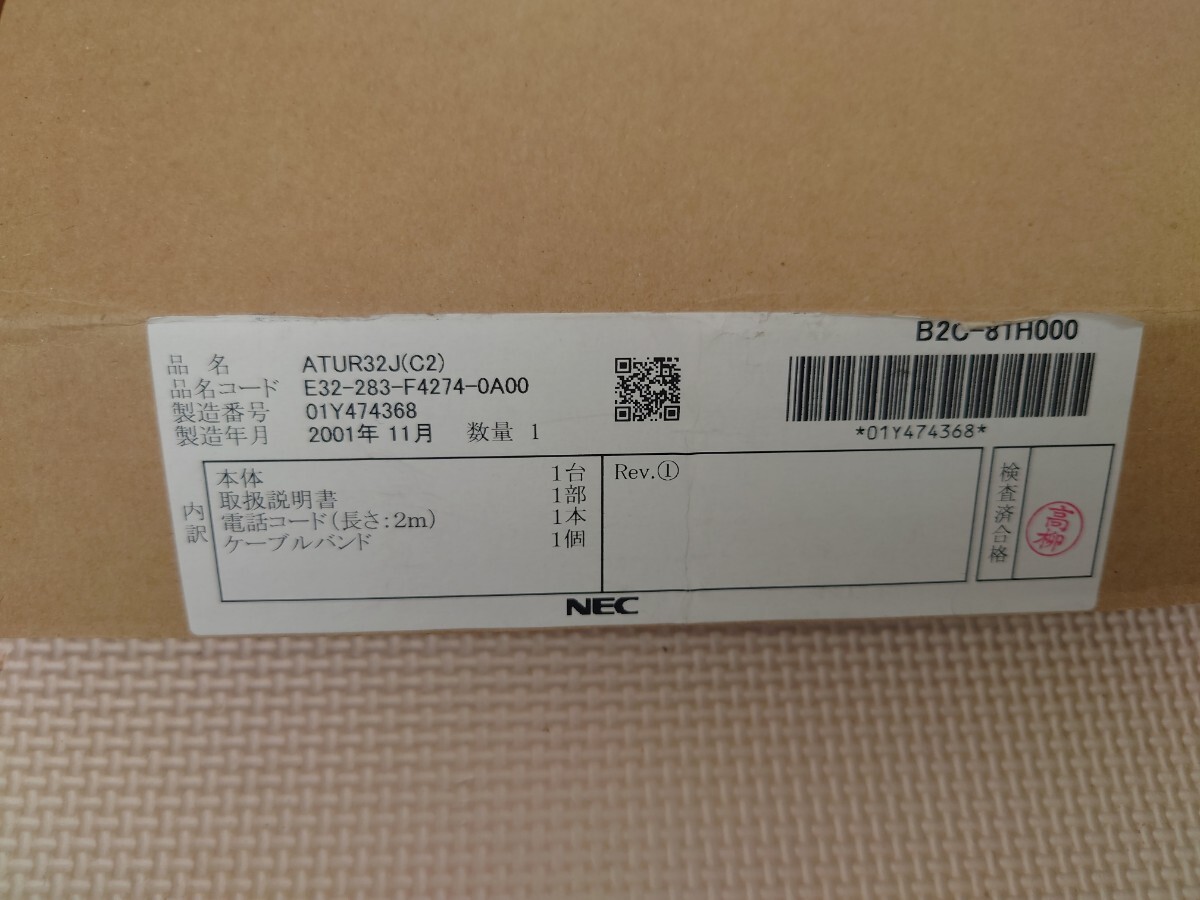 B2C-81H000
品 名 ATUR32J(C2)
品名コード E32-283-F4274-0A00
製造番号 01Y474368
製造年月 2001年 11月 数量 1
*01Y474368*
内訳
本体 1台
取扱説明書 1部
電話コード(長さ:2m) 1本
ケーブルバンド 1個
Rev.①
検査済合格
高柳
NEC